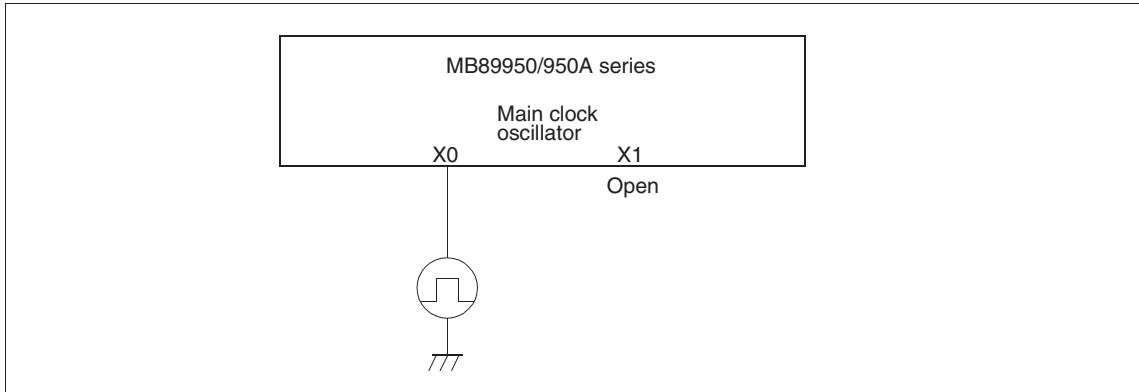 MB89950/950A series
Main clock
oscillator
X0 X1
Open